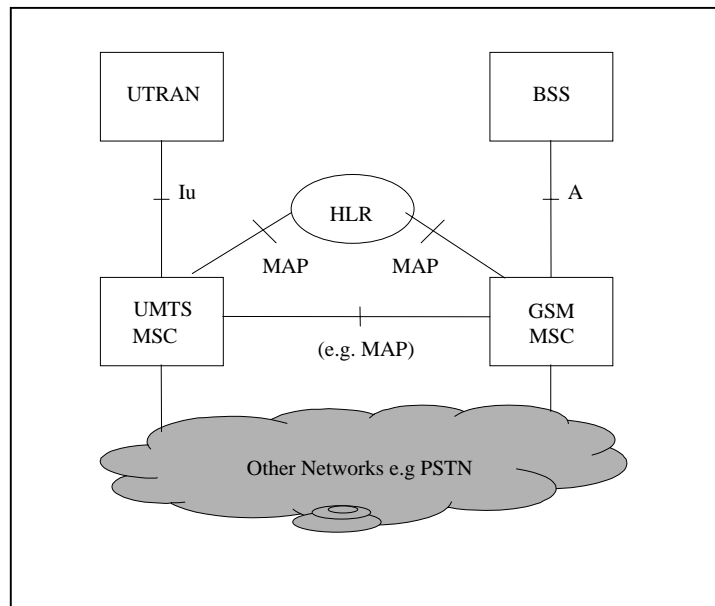 UTRAN
BSS
Iu
HLR
A
MAP
MAP
UMTS
MSC
GSM
MSC
(e.g. MAP)
Other Networks e.g PSTN